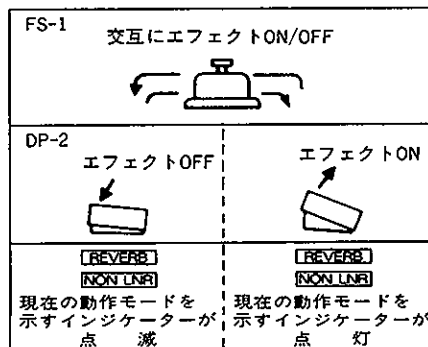 FS-1
交互にエフェクトON/OFF
DP-2
エフェクトOFF
エフェクトON
REVERB
NON LNR
現在の動作モードを
示すインジケーターが
点 滅
REVERB
NON LNR
現在の動作モードを
示すインジケーターが
点 灯